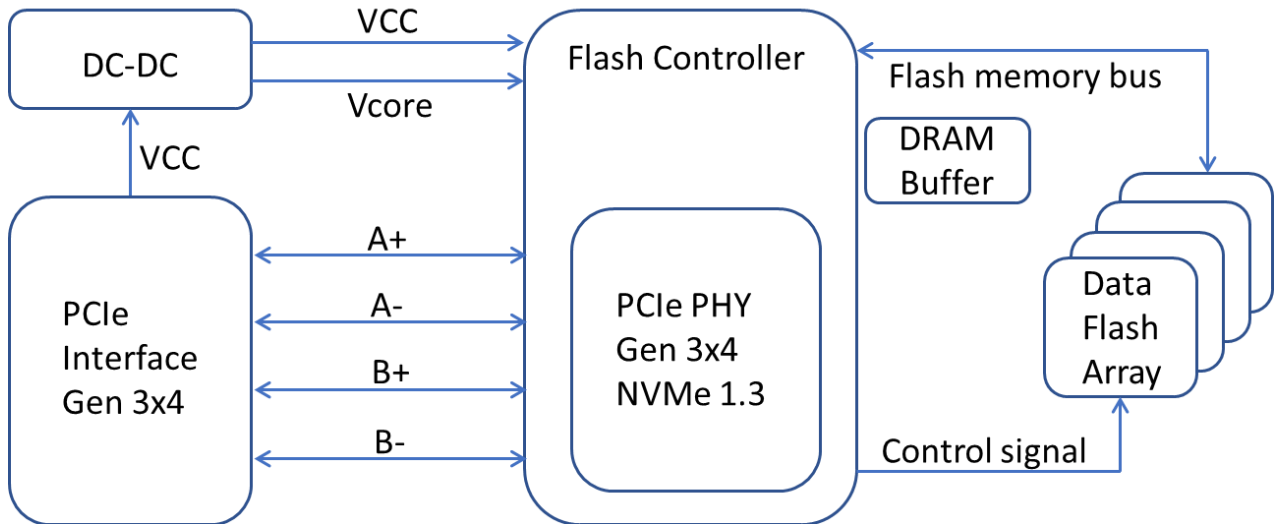 DC-DC
VCC
Vcore
VCC
Flash Controller
Flash memory bus
DRAM
Buffer
PCIe
Interface
Gen 3x4
A+
A-
B+
B-
PCIe PHY
Gen 3x4
NVMe 1.3
Data
Flash
Array
Control signal